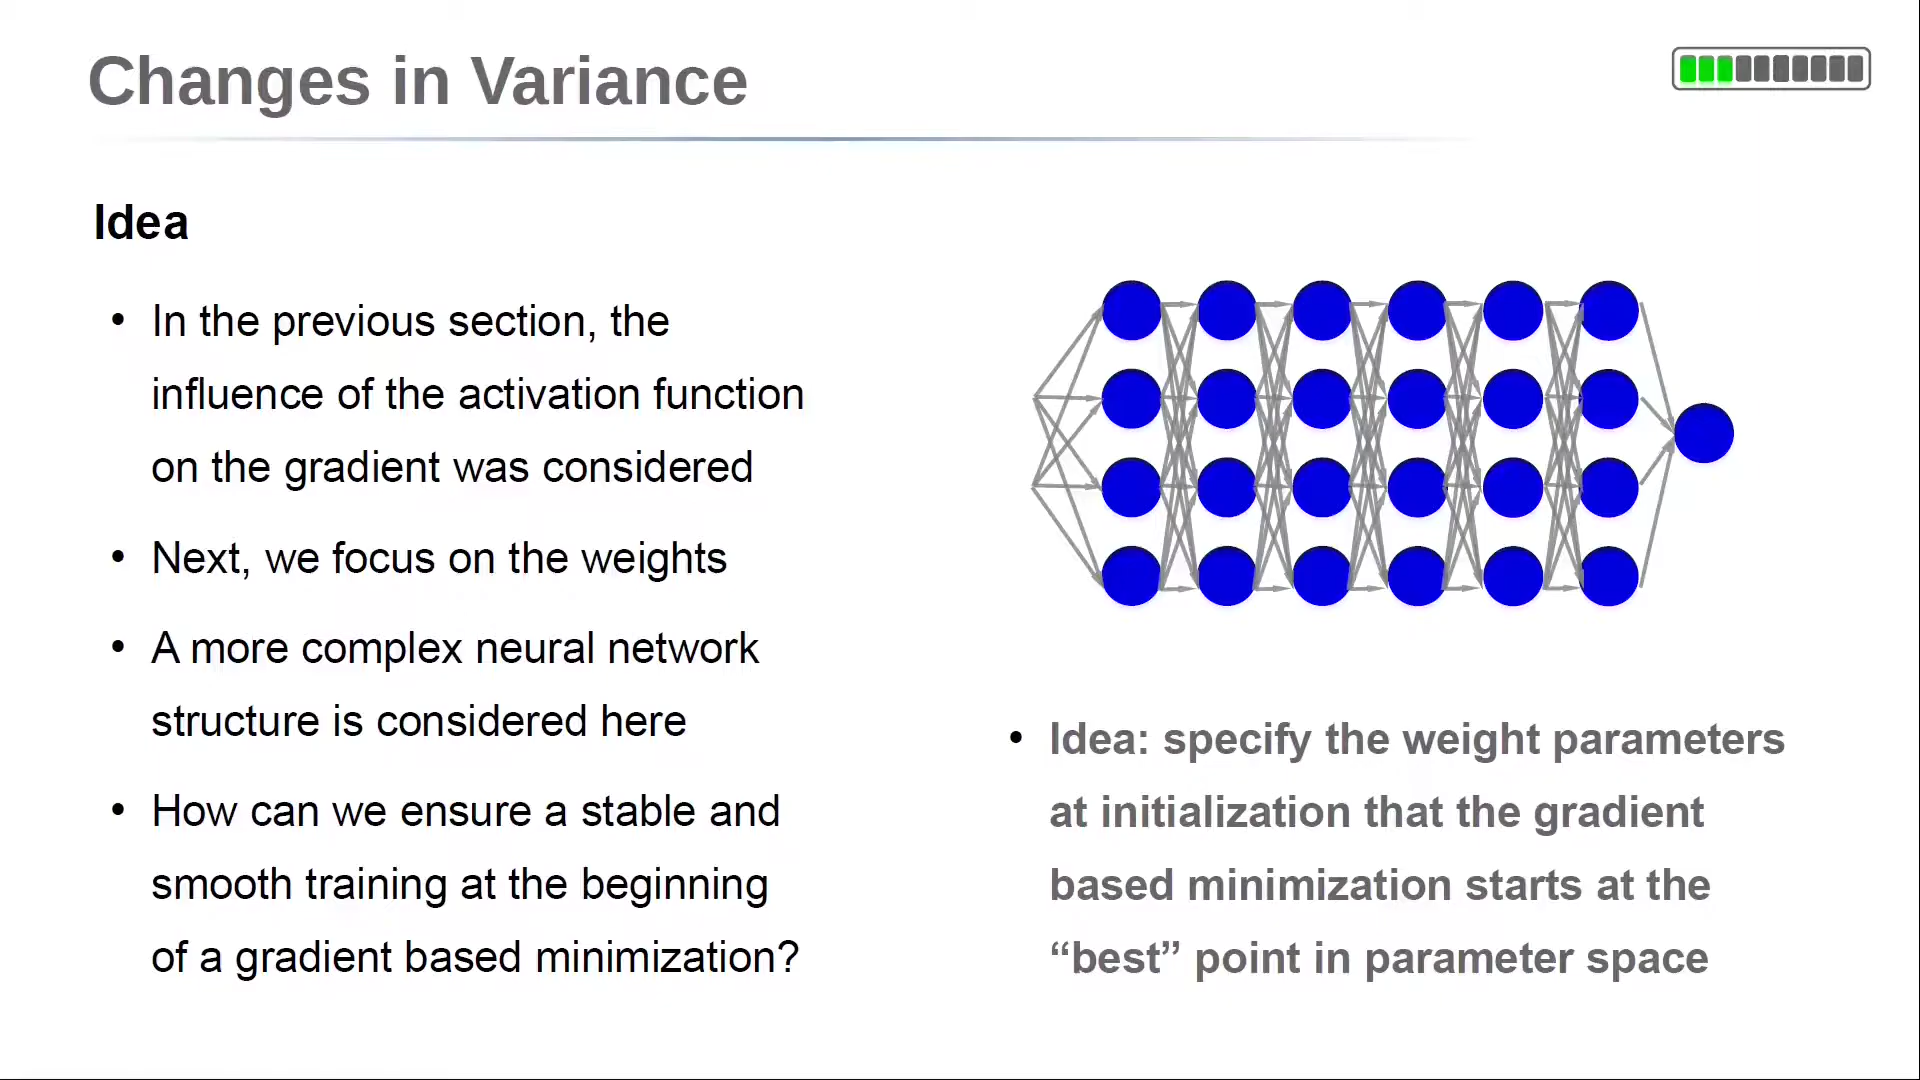 Changes in Variance
Idea
• In the previous section, the
influence of the activation function
on the gradient was considered
• Next, we focus on the weights
• A more complex neural network
structure is considered here
• How can we ensure a stable and
smooth training at the beginning
of a gradient based minimization?
• Idea: specify the weight parameters
at initialization that the gradient
based minimization starts at the
“best” point in parameter space